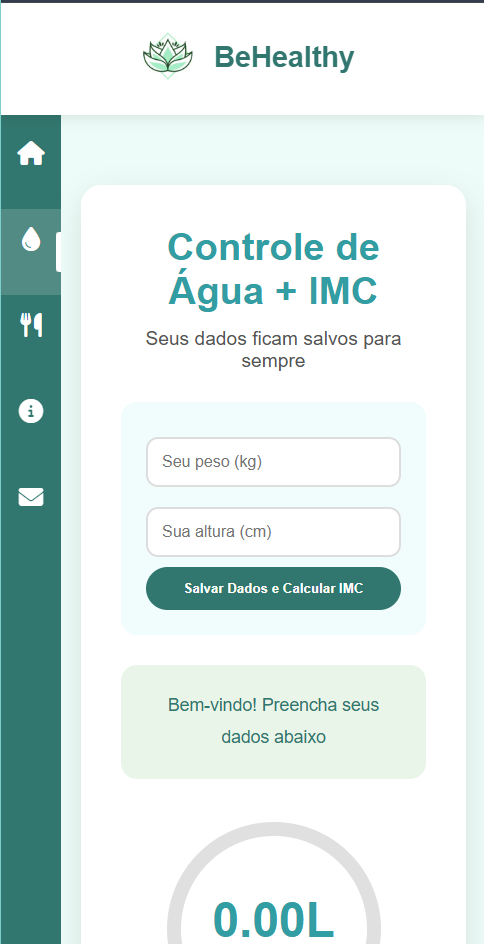 BeHealthy
Controle de
Água + IMC
Seus dados ficam salvos para
sempre
Seu peso (kg)
Sua altura (cm)
Salvar Dados e Calcular IMC
Bem-vindo! Preencha seus
dados abaixo
0.00L